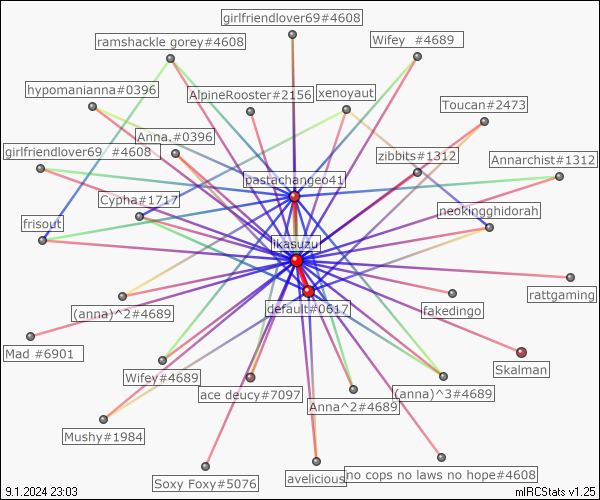 girlfriendlover69#4608
ramshackle gorey#4608
Wifey #4689
hypomanianna#0396
AlpineRooster#2156
xenoyaut
Toucan#2473
Anna.#0396
girlfriendlover69 #4608
zibbits#1312
Annarchist#1312
pastachangeo41
Cypha#1717
frisout
neokingghidorah
Ikasuzu
rattgaming
(anna)^2#4689
default#0617
fakedingo
Mad #6901
Skalman
Wifey#4689
ace deucy#7097
(anna)^3#4689
Anna^2#4689
Mushy#1984
Soxy Foxy#5076
avelicious
no cops no laws no hope#4608
9.1.2024 23:03
mIRCStats v1.25